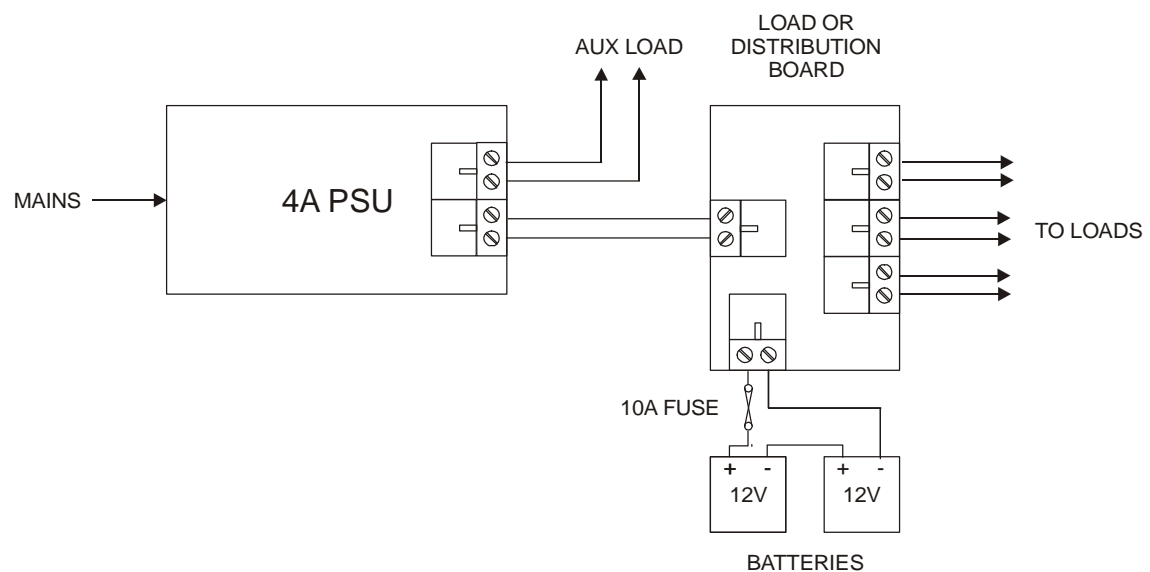 LOAD OR
DISTRIBUTION
BOARD
AUX LOAD
MAINS
4A PSU
TO LOADS
10A FUSE
+ - + -
12V 12V
BATTERIES